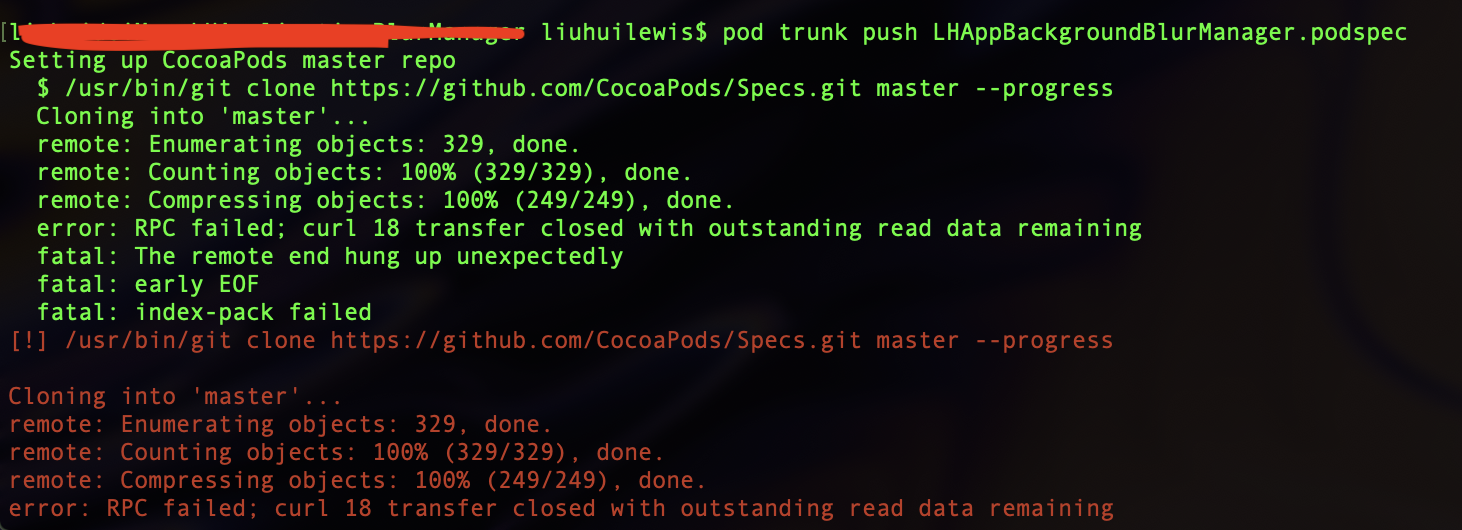 liuhuilewis$ pod trunk push LHAppBackgroundBlurManager.podspec
Setting up CocoaPods master repo
$ /usr/bin/git clone https://github.com/CocoaPods/Specs.git master --progress
Cloning into 'master'...
remote: Enumerating objects: 329, done.
remote: Counting objects: 100% (329/329), done.
remote: Compressing objects: 100% (249/249), done.
error: RPC failed; curl 18 transfer closed with outstanding read data remaining
fatal: The remote end hung up unexpectedly
fatal: early EOF
fatal: index-pack failed
[!] /usr/bin/git clone https://github.com/CocoaPods/Specs.git master --progress
Cloning into 'master'...
remote: Enumerating objects: 329, done.
remote: Counting objects: 100% (329/329), done.
remote: Compressing objects: 100% (249/249), done.
error: RPC failed; curl 18 transfer closed with outstanding read data remaining